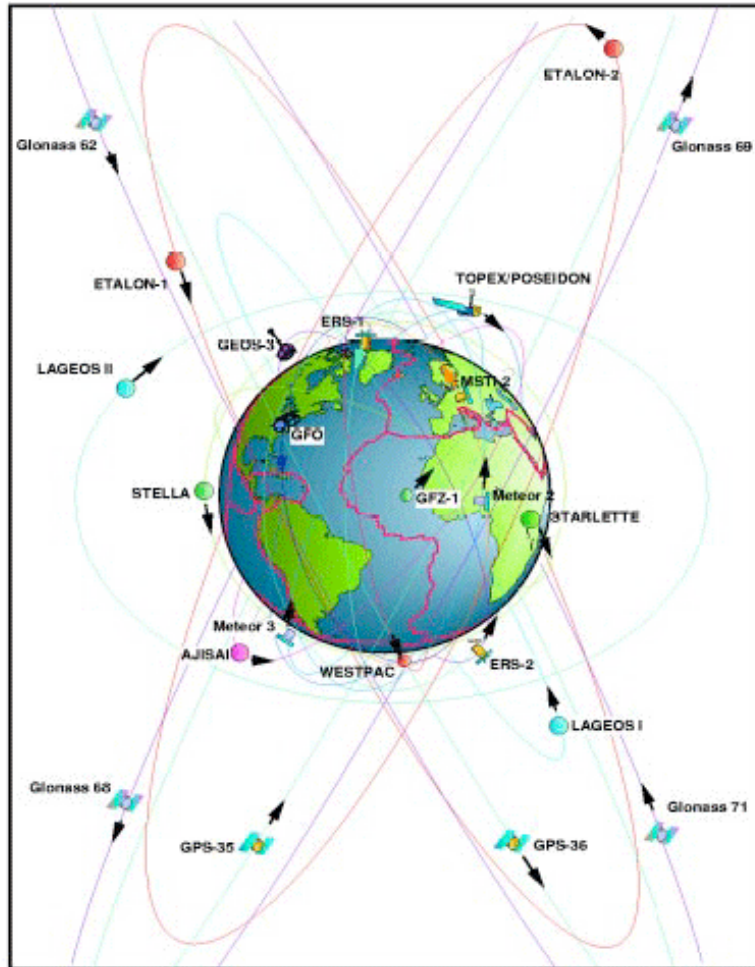 ETALON-2
Glonass 62
Glonass 69
TOPEX/POSEIDON
ETALON-1
ERS-1
GEOS-3
LAGEOS II
MSTI 2
GFO
STELLA
GFZ-1
Meteor 2
STARLETTE
Meteor 3
AJISAI
WESTPAC
ERS-2
LAGEOS I
Glonass 68
Glonass 71
GPS-35
GPS-36